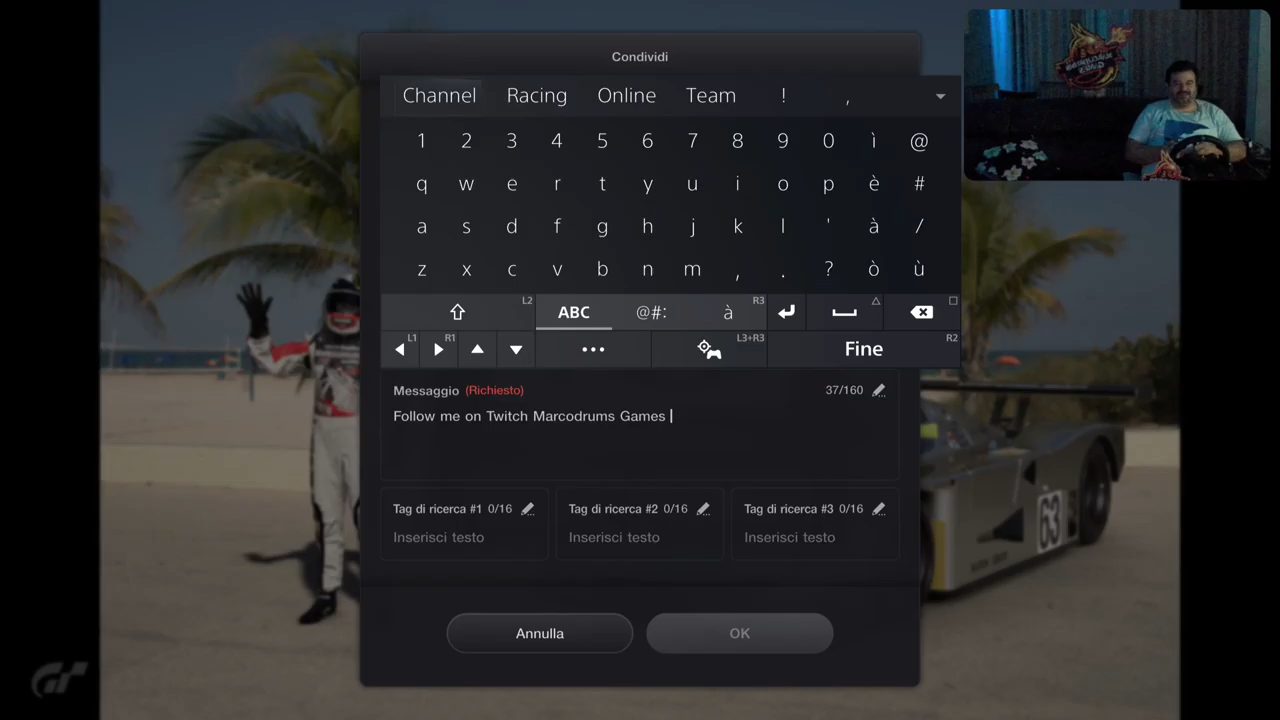 Condividi
Channel Racing Online Team ! ,
1 2 3 4 5 6 7 8 9 0 ì @
q w e r t y u i o p è #
a s d f g h j k l ' à /
z x c v b n m , . ? ò ù
L2 ABC @#: à R3 △ □
L1 R1 ••• L3+R3 Fine R2
Messaggio (Richiesto) 37/160
Follow me on Twitch Marcodrums Games
Tag di ricerca #1 0/16 Tag di ricerca #2 0/16 Tag di ricerca #3 0/16
Inserisci testo Inserisci testo Inserisci testo
63
Annulla OK
GT